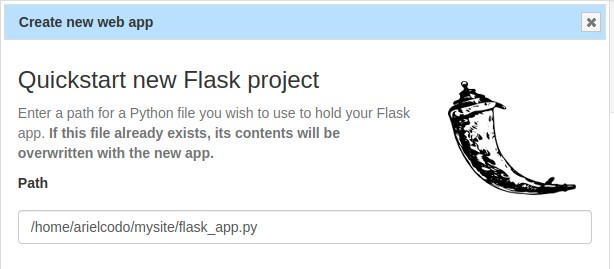 Create new web app
Quickstart new Flask project
Enter a path for a Python file you wish to use to hold your Flask
app. If this file already exists, its contents will be
overwritten with the new app.
Path
/home/arielcodo/mysite/flask_app.py